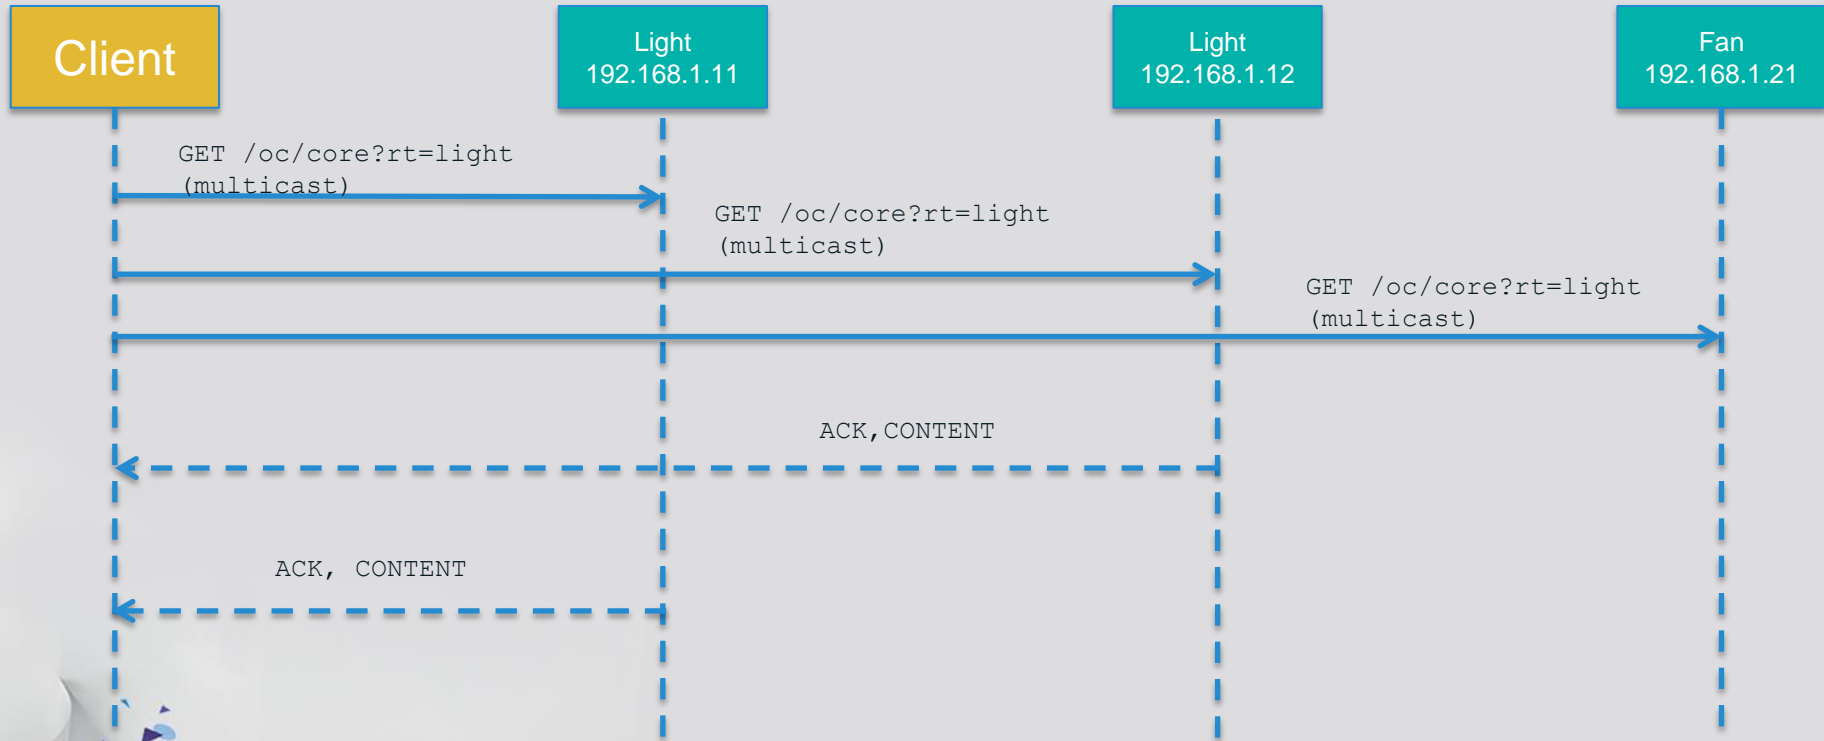 Client
Light
192.168.1.11
Light
192.168.1.12
Fan
192.168.1.21
GET /oc/core?rt=light
(multicast)
GET /oc/core?rt=light
(multicast)
GET /oc/core?rt=light
(multicast)
ACK,CONTENT
ACK, CONTENT